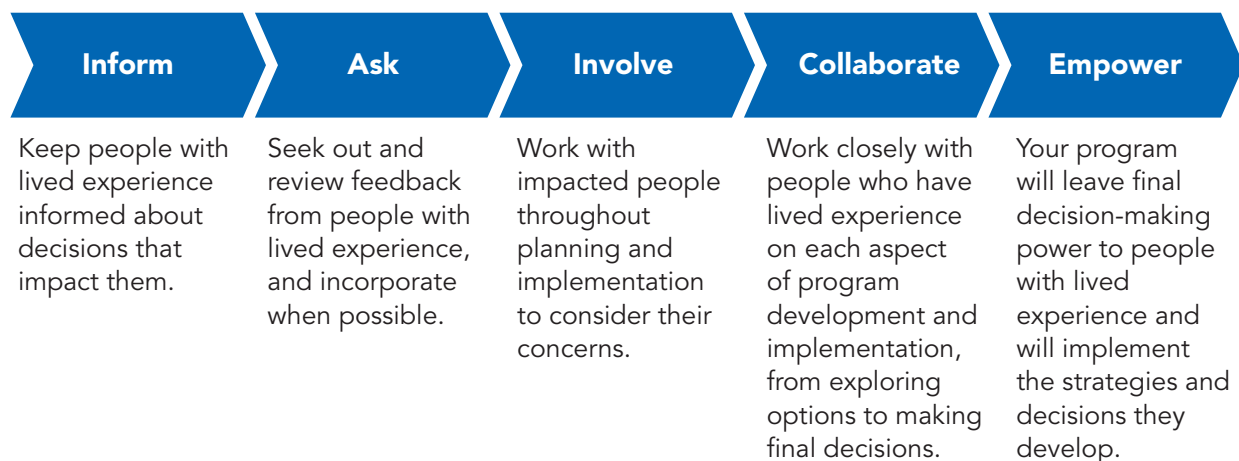 Inform
Ask
Involve
Collaborate
Empower
Keep people with
lived experience
informed about
decisions that
impact them.
Seek out and
review feedback
from people with
lived experience,
and incorporate
when possible.
Work with
impacted people
throughout
planning and
implementation
to consider their
concerns.
Work closely with
people who have
lived experience
on each aspect
of program
development and
implementation,
from exploring
options to making
final decisions.
Your program
will leave final
decision-making
power to people
with lived
experience and
will implement
the strategies and
decisions they
develop.